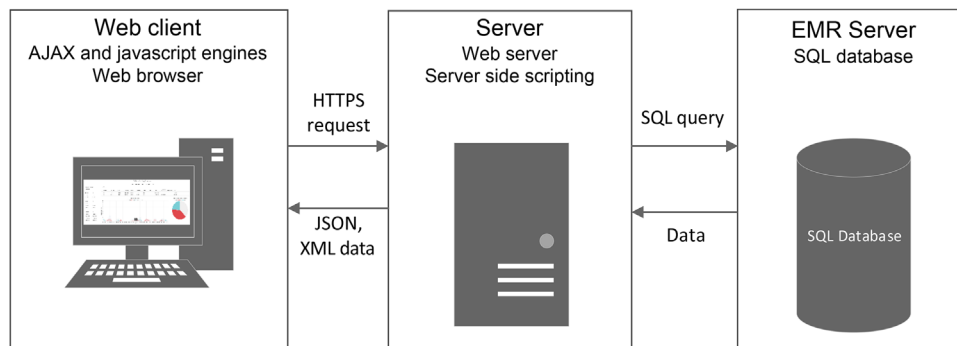 Web client
AJAX and javascript engines
Web browser
HTTPS
request
JSON,
XML data
Server
Web server
Server side scripting
SQL query
Data
EMR Server
SQL database
SQL Database